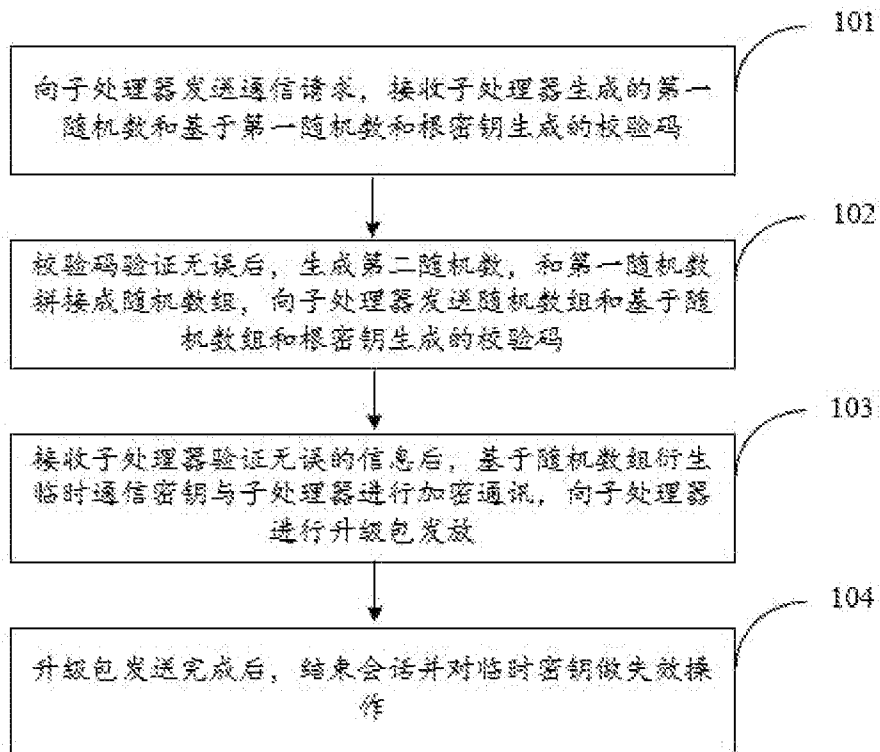 101
向子处理器发送通信请求，接收子处理器生成的第一
随机数和基于第一随机数和根密钥生成的校验码
102
校验码验证无误后，生成第二随机数，和第一随机数
拼接成随机数组，向子处理器发送随机数组和基于随
机数组和根密钥生成的校验码
103
接收子处理器验证无误的信息后，基于随机数组衍生
临时通信密钥与子处理器进行加密通讯，向子处理器
进行升级包发放
104
升级包发送完成后，结束会话并对临时密钥做失效操
作